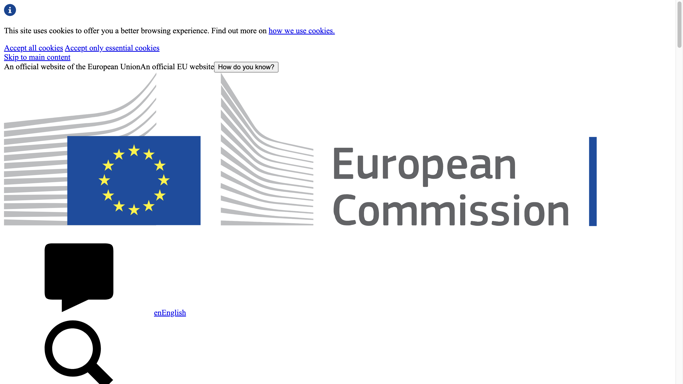 This site uses cookies to offer you a better browsing experience. Find out more on how we use cookies.
Accept all cookies Accept only essential cookies
Skip to main content
An official website of the European UnionAn official EU website How do you know?
European
Commission
enEnglish